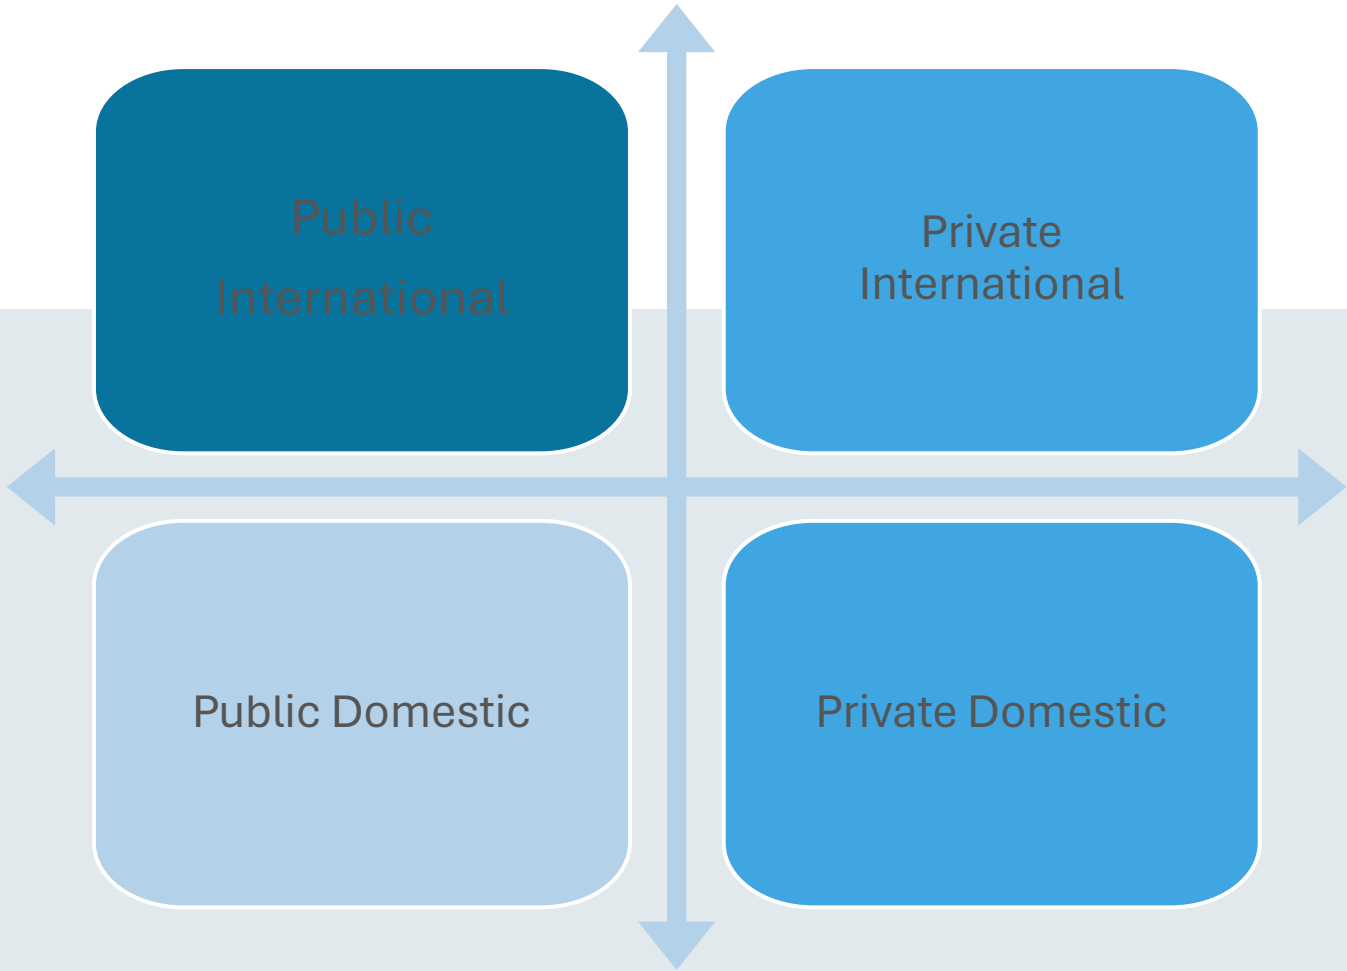 Public
International
Private
International
Public Domestic
Private Domestic